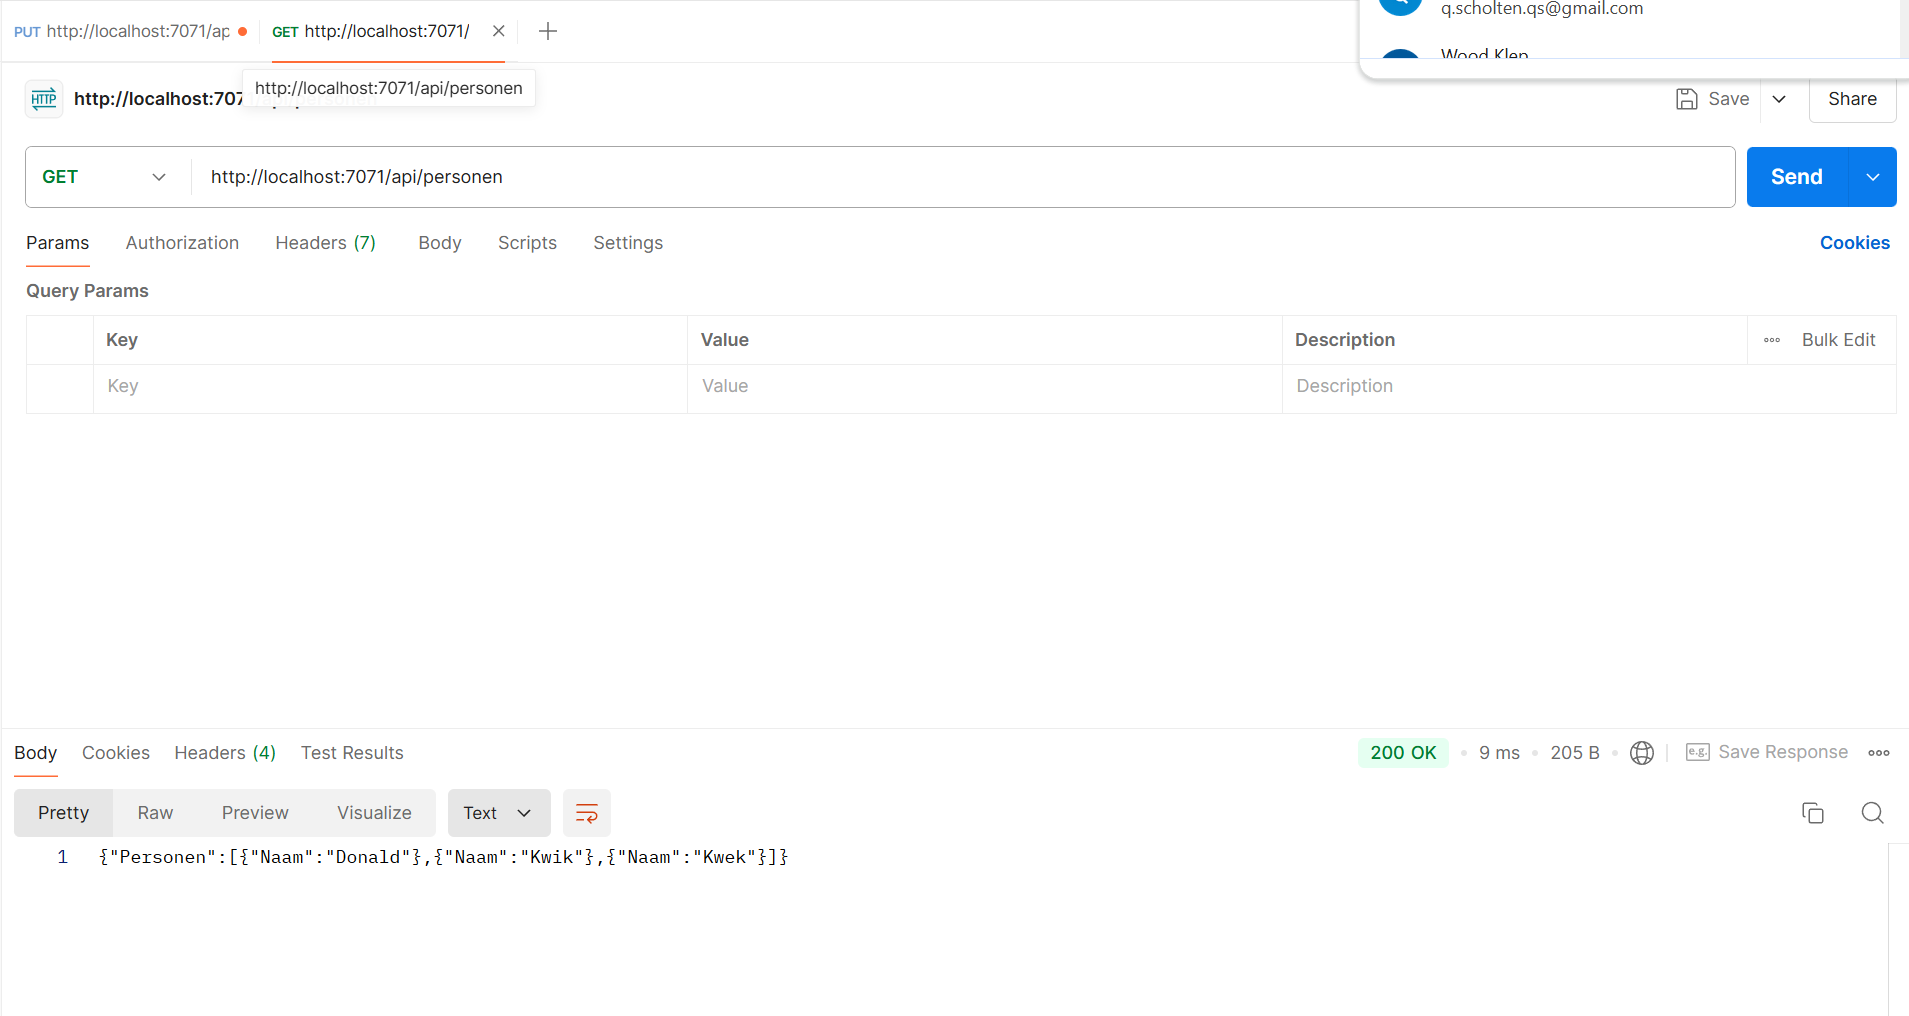 PUT http://localhost:7071/ap
GET http://localhost:7071/
q.scholten.qs@gmail.com
Wood Klep
http://localhost:7071/api/personen
HTTP http://localhost:707
Save
Share
GET http://localhost:7071/api/personen
Send
Params Authorization Headers (7) Body Scripts Settings
Cookies
Query Params
Key Value Description Bulk Edit
Key Value Description
Body Cookies Headers (4) Test Results
200 OK 9 ms 205 B e.g. Save Response
Pretty Raw Preview Visualize Text
1 {"Personen":[{"Naam":"Donald"},{"Naam":"Kwik"},{"Naam":"Kwek"}]}